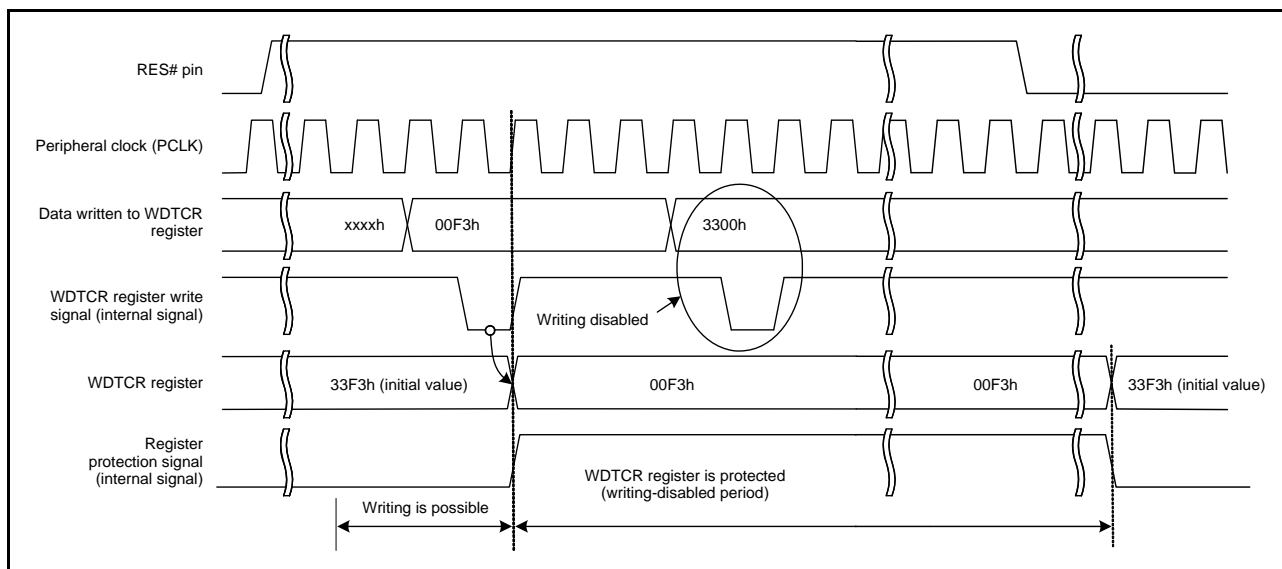 RES# pin
Peripheral clock (PCLK)
Data written to WDTCR
register
xxxxh
00F3h
3300h
WDTCR register write
signal (internal signal)
Writing disabled
WDTCR register
33F3h (initial value)
00F3h
00F3h
33F3h (initial value)
Register
protection signal
(internal signal)
WDTCR register is protected
(writing-disabled period)
Writing is possible